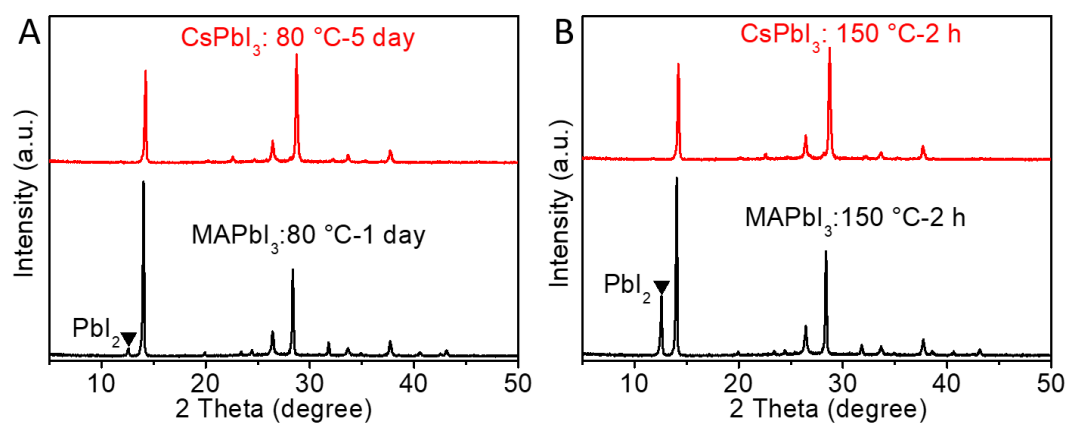 A
CsPbI₃: 80 °C-5 day
MAPbI₃:80 °C-1 day
PbI₂
Intensity (a.u.)
10 20 30 40 50
2 Theta (degree)
B
CsPbI₃: 150 °C-2 h
MAPbI₃:150 °C-2 h
PbI₂
Intensity (a.u.)
10 20 30 40 50
2 Theta (degree)